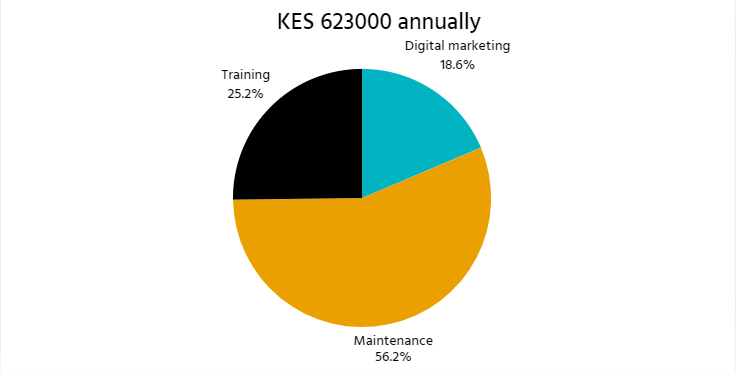 KES 623000 annually
Digital marketing
18.6%
Training
25.2%
Maintenance
56.2%